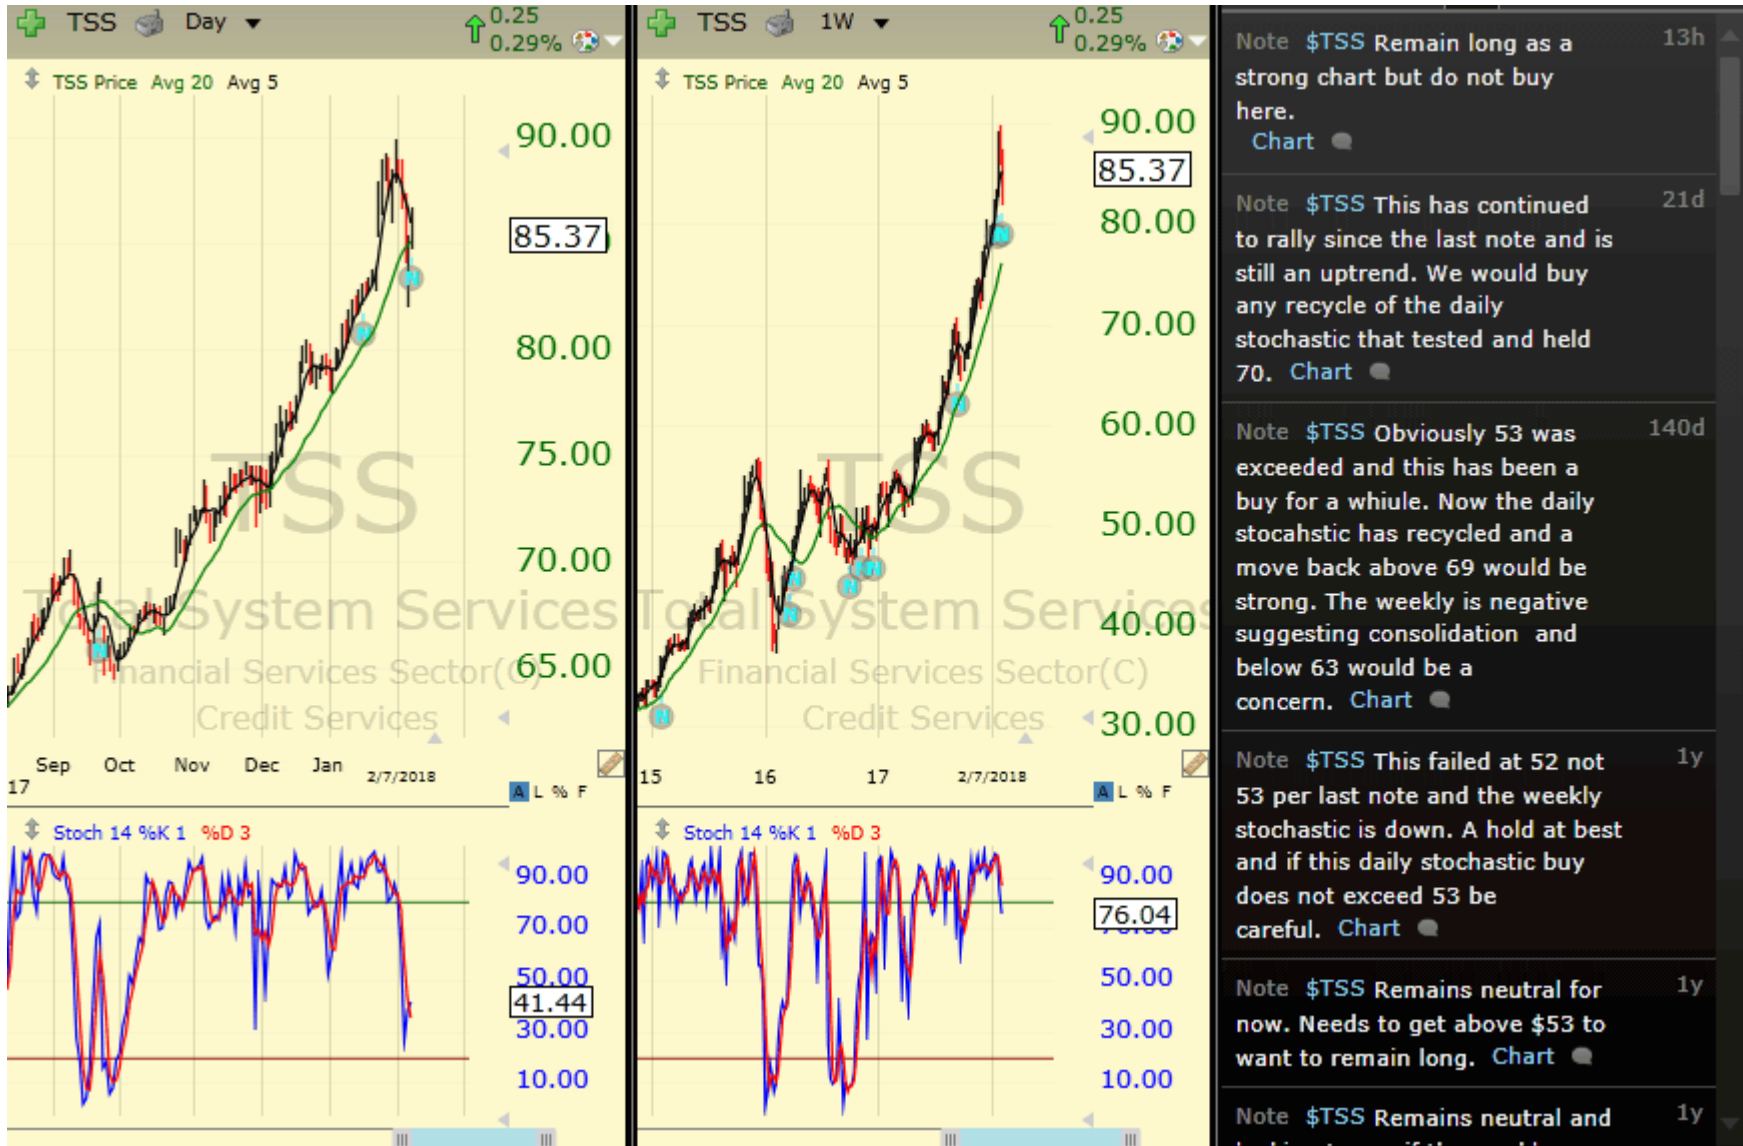 TSS Day 0.25
0.29%
TSS Price Avg 20 Avg 5
90.00
85.37
80.00
75.00
TSS
70.00
Total System Services
65.00
Financial Services Sector(C)
Credit Services
Sep Oct Nov Dec Jan 2/7/2018
17
A L % F
Stoch 14 %K 1 %D 3
90.00
70.00
50.00
41.44
30.00
10.00
N
N
N
TSS 1W 0.25
0.29%
TSS Price Avg 20 Avg 5
90.00
85.37
80.00
70.00
60.00
TSS
50.00
Total System Services
40.00
Financial Services Sector(C)
Credit Services
30.00
15 16 17 2/7/2018
A L % F
Stoch 14 %K 1 %D 3
90.00
76.04
50.00
30.00
10.00
N
N
N
N
N
N
N
N
Note $TSS Remain long as a 13h
strong chart but do not buy
here.
Chart
Note $TSS This has continued 21d
to rally since the last note and is
still an uptrend. We would buy
any recycle of the daily
stochastic that tested and held
70. Chart
Note $TSS Obviously 53 was 140d
exceeded and this has been a
buy for a whiule. Now the daily
stocahstic has recycled and a
move back above 69 would be
strong. The weekly is negative
suggesting consolidation and
below 63 would be a
concern. Chart
Note $TSS This failed at 52 not 1y
53 per last note and the weekly
stochastic is down. A hold at best
and if this daily stochastic buy
does not exceed 53 be
careful. Chart
Note $TSS Remains neutral for 1y
now. Needs to get above $53 to
want to remain long. Chart
Note $TSS Remains neutral and 1y